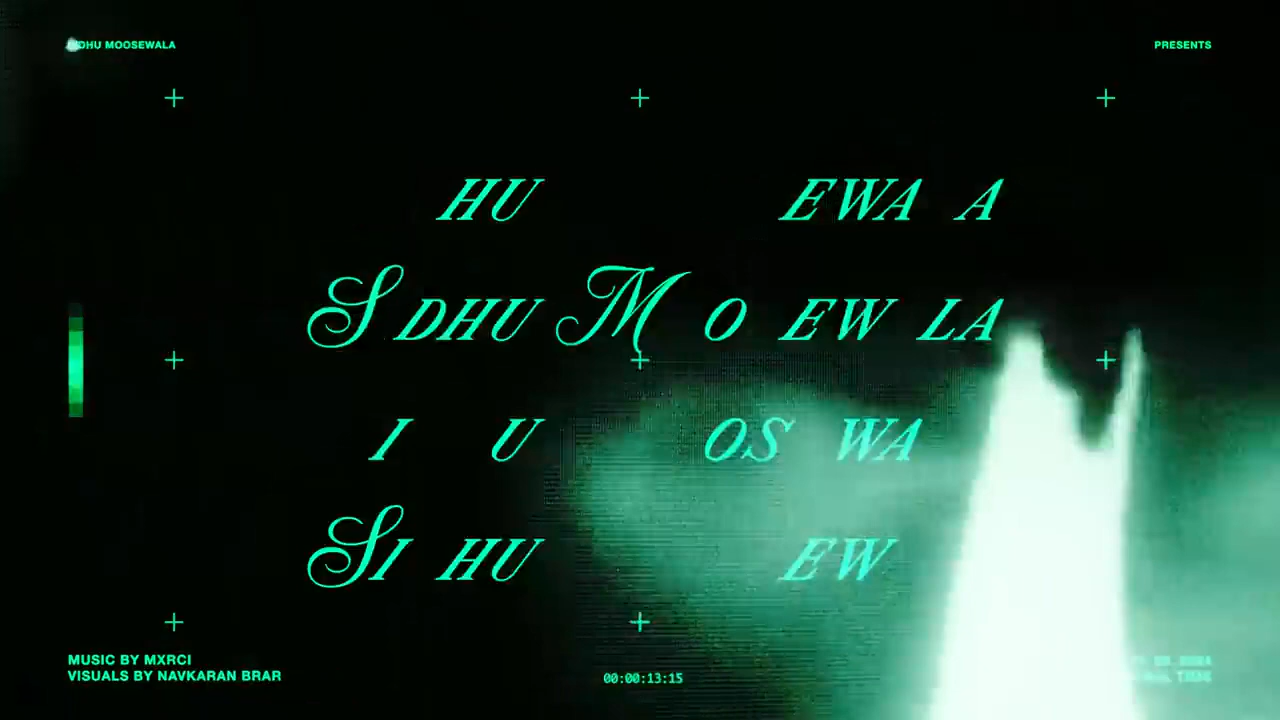 SIDHU MOOSEWALA
PRESENTS
HU EWA A
S DHU M O EW LA
I U OS WA
SI HU EW
MUSIC BY MXRCI
VISUALS BY NAVKARAN BRAR
00:00:13:15